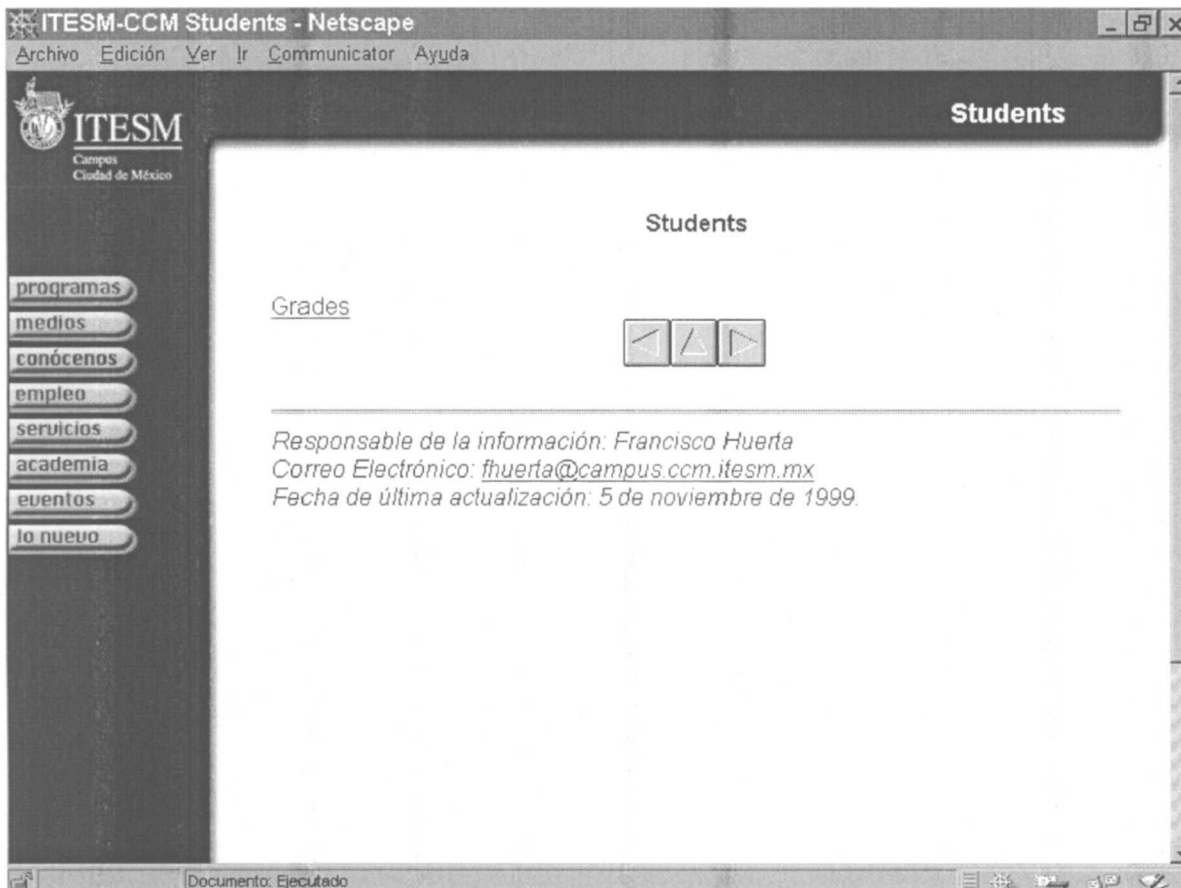 ITESM-CCM Students - Netscape
Archivo Edición Ver Ir Communicator Ayuda
ITESM
Campus
Ciudad de México
Students
Students
programas
medios
conócenos
empleo
servicios
academia
eventos
lo nuevo
Grades
Responsable de la información: Francisco Huerta
Correo Electrónico: fhuerta@campus.ccm.itesm.mx
Fecha de última actualización: 5 de noviembre de 1999.
Documento: Ejecutado